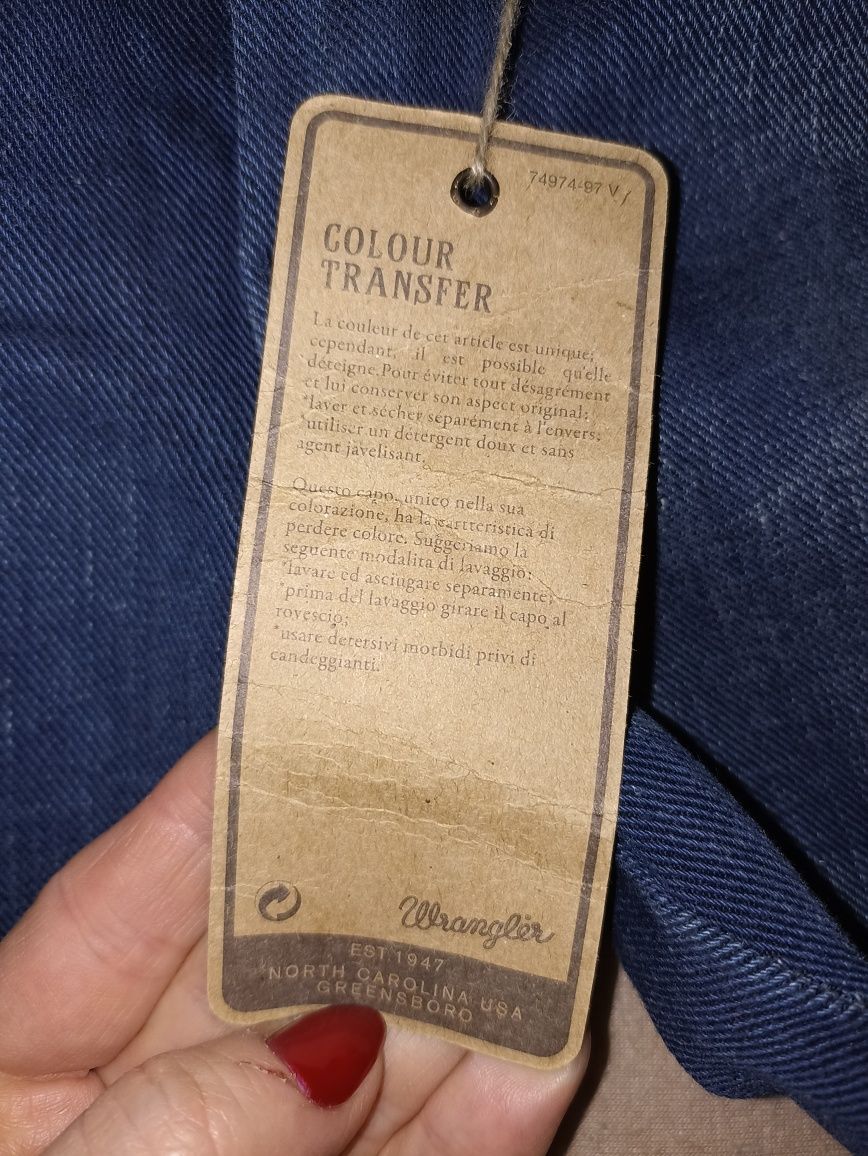 74974-97 V
COLOUR
TRANSFER
La couleur de cet article est unique;
cependant, il est possible qu'elle
déteigne.Pour éviter tout désagrément
et lui conserver son aspect original:
*laver et sécher separément à l'envers;
*utiliser un détergent doux et sans
agent javelisant.
Questo capo, unico nella sua
colorazione, ha la cartteristica di
perdere colore. Suggeriamo la
seguente modalita di lavaggio:
*lavare ed asciugare separamente;
*prima del lavaggio girare il capo al
rovescio;
*usare detersivi morbidi privi di
candeggianti.
Wrangler
EST 1947
NORTH CAROLINA USA
GREENSBORO